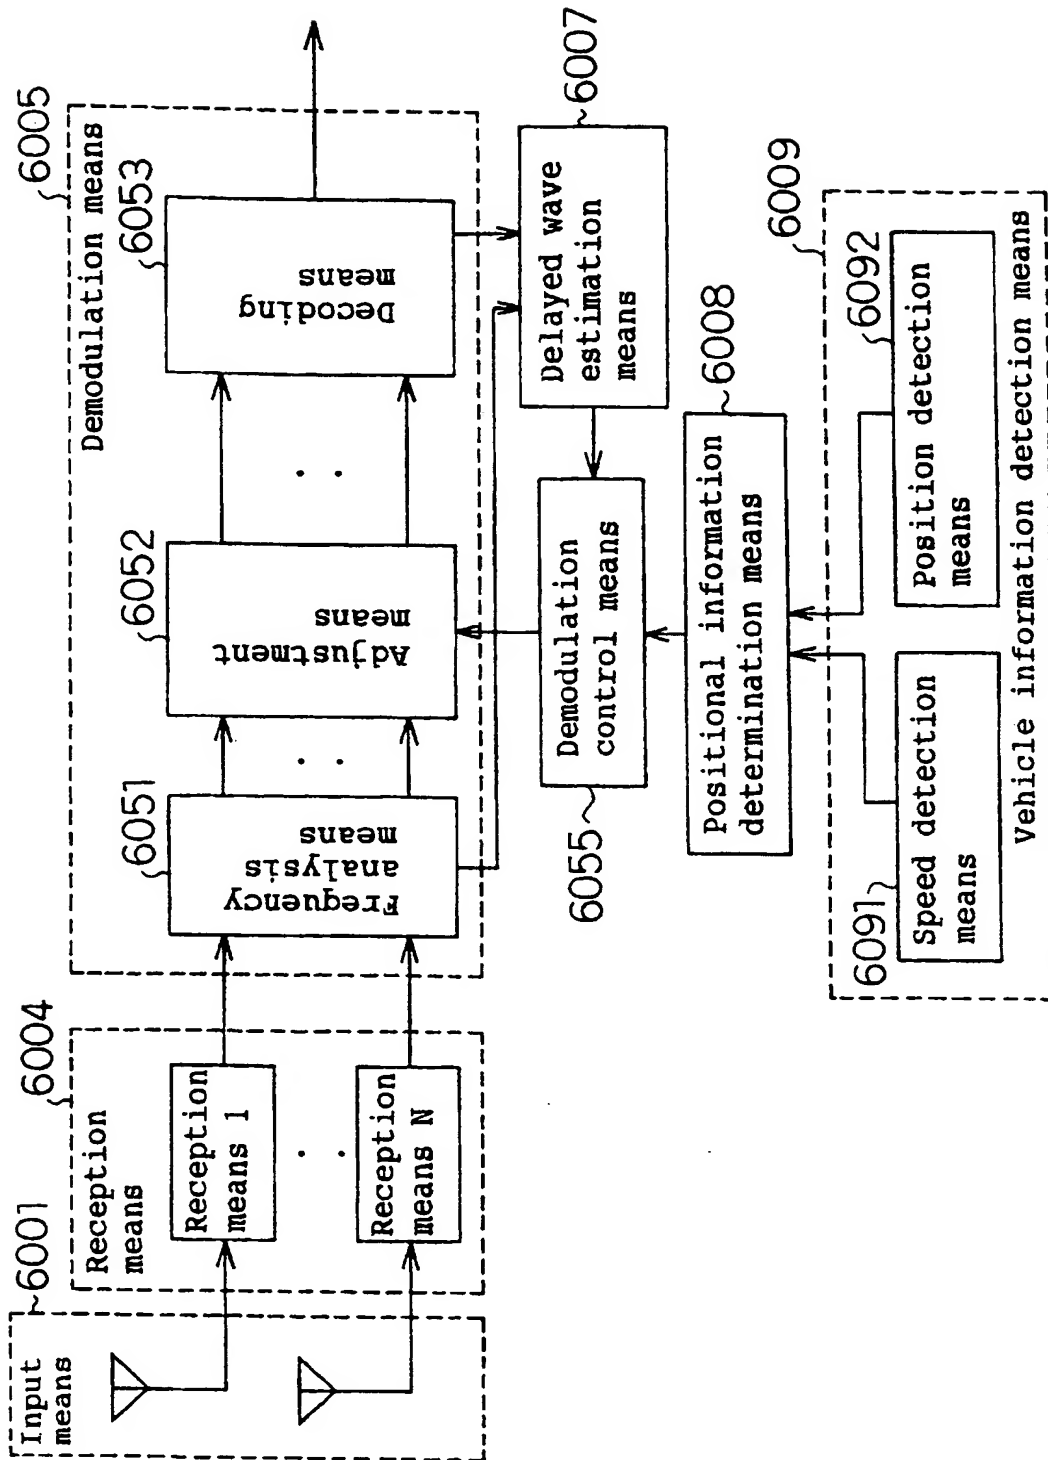 Input
means
6001
Reception
means
6004
Reception
means 1
Reception
means N
6005
Demodulation means
6051
Frequency
analysis
means
6052
Adjustment
means
6053
Decoding
means
6007
Delayed wave
estimation
means
Demodulation
control means
6055
6008
Positional information
determination means
6009
6091
Speed detection
means
6092
Position detection
means
Vehicle information detection means